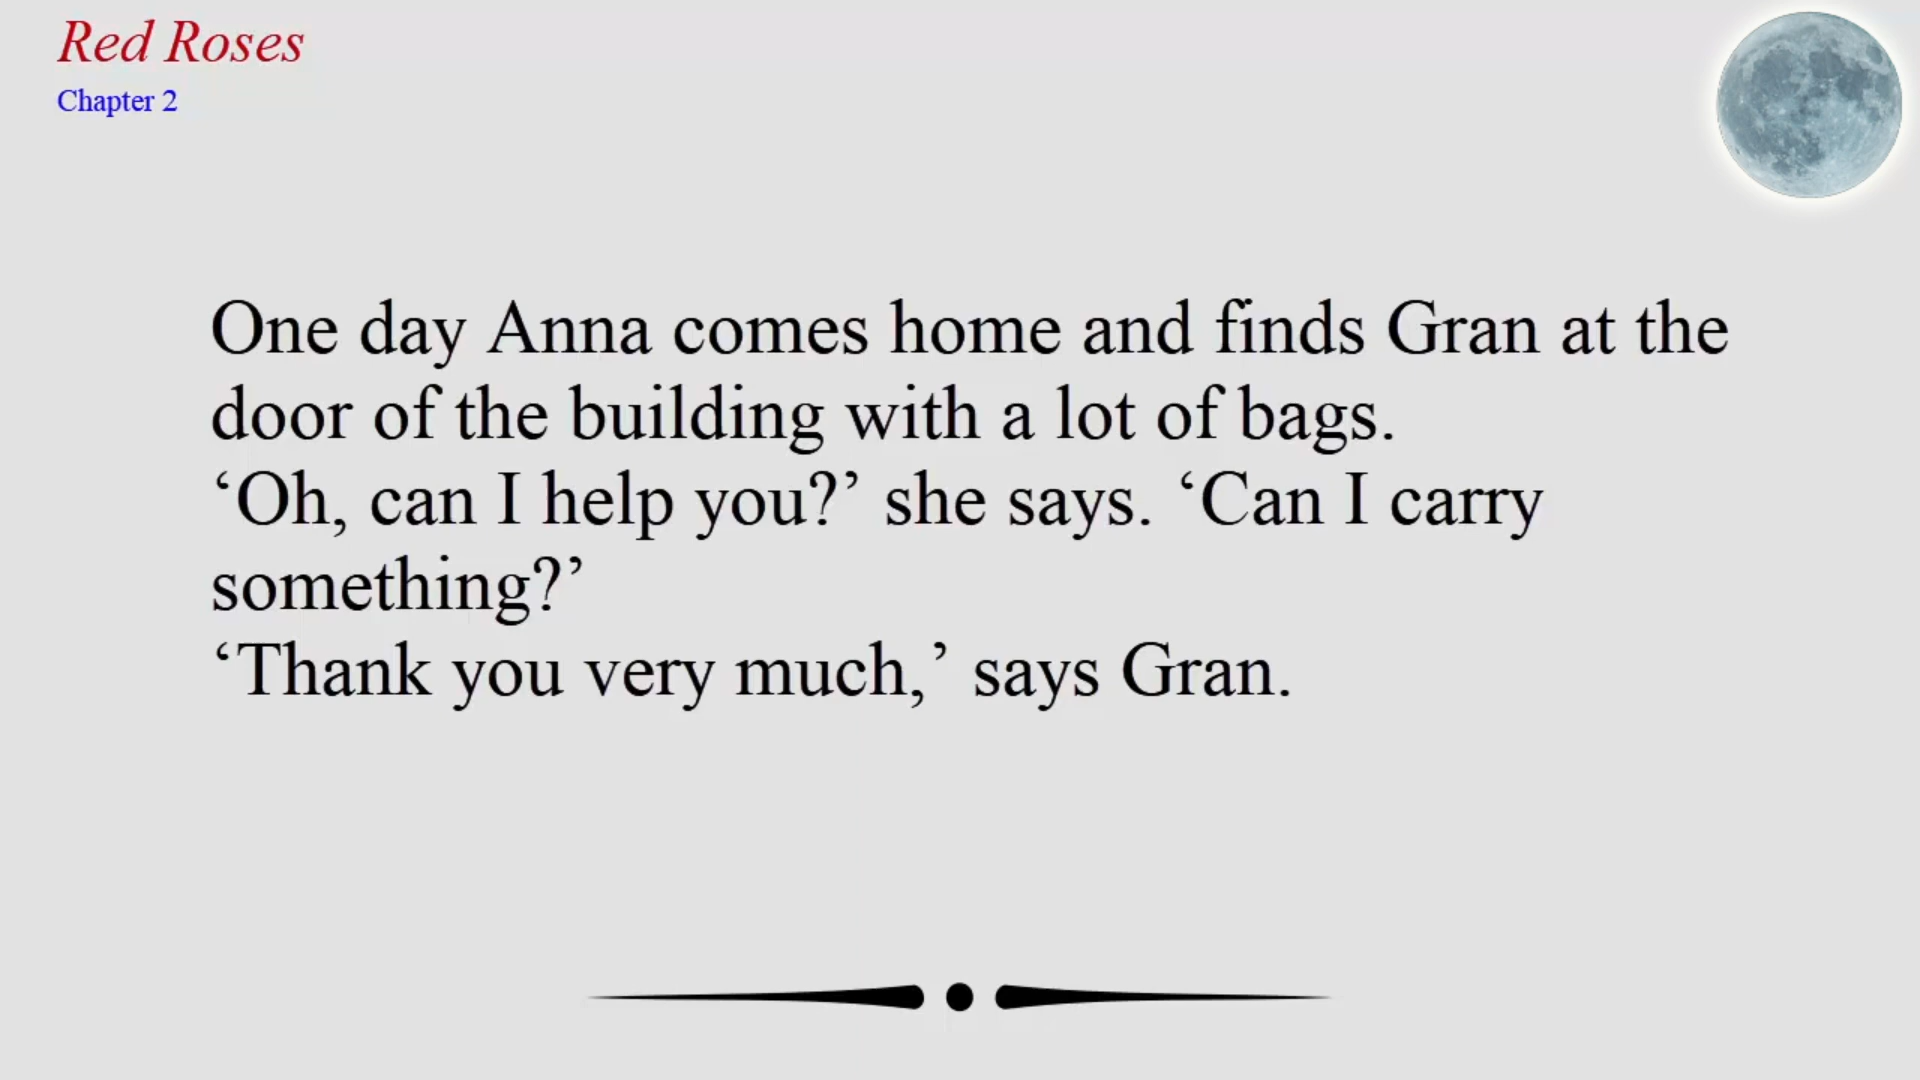 Red Roses
Chapter 2
One day Anna comes home and finds Gran at the
door of the building with a lot of bags.
‘Oh, can I help you?’ she says. ‘Can I carry
something?’
‘Thank you very much,’ says Gran.